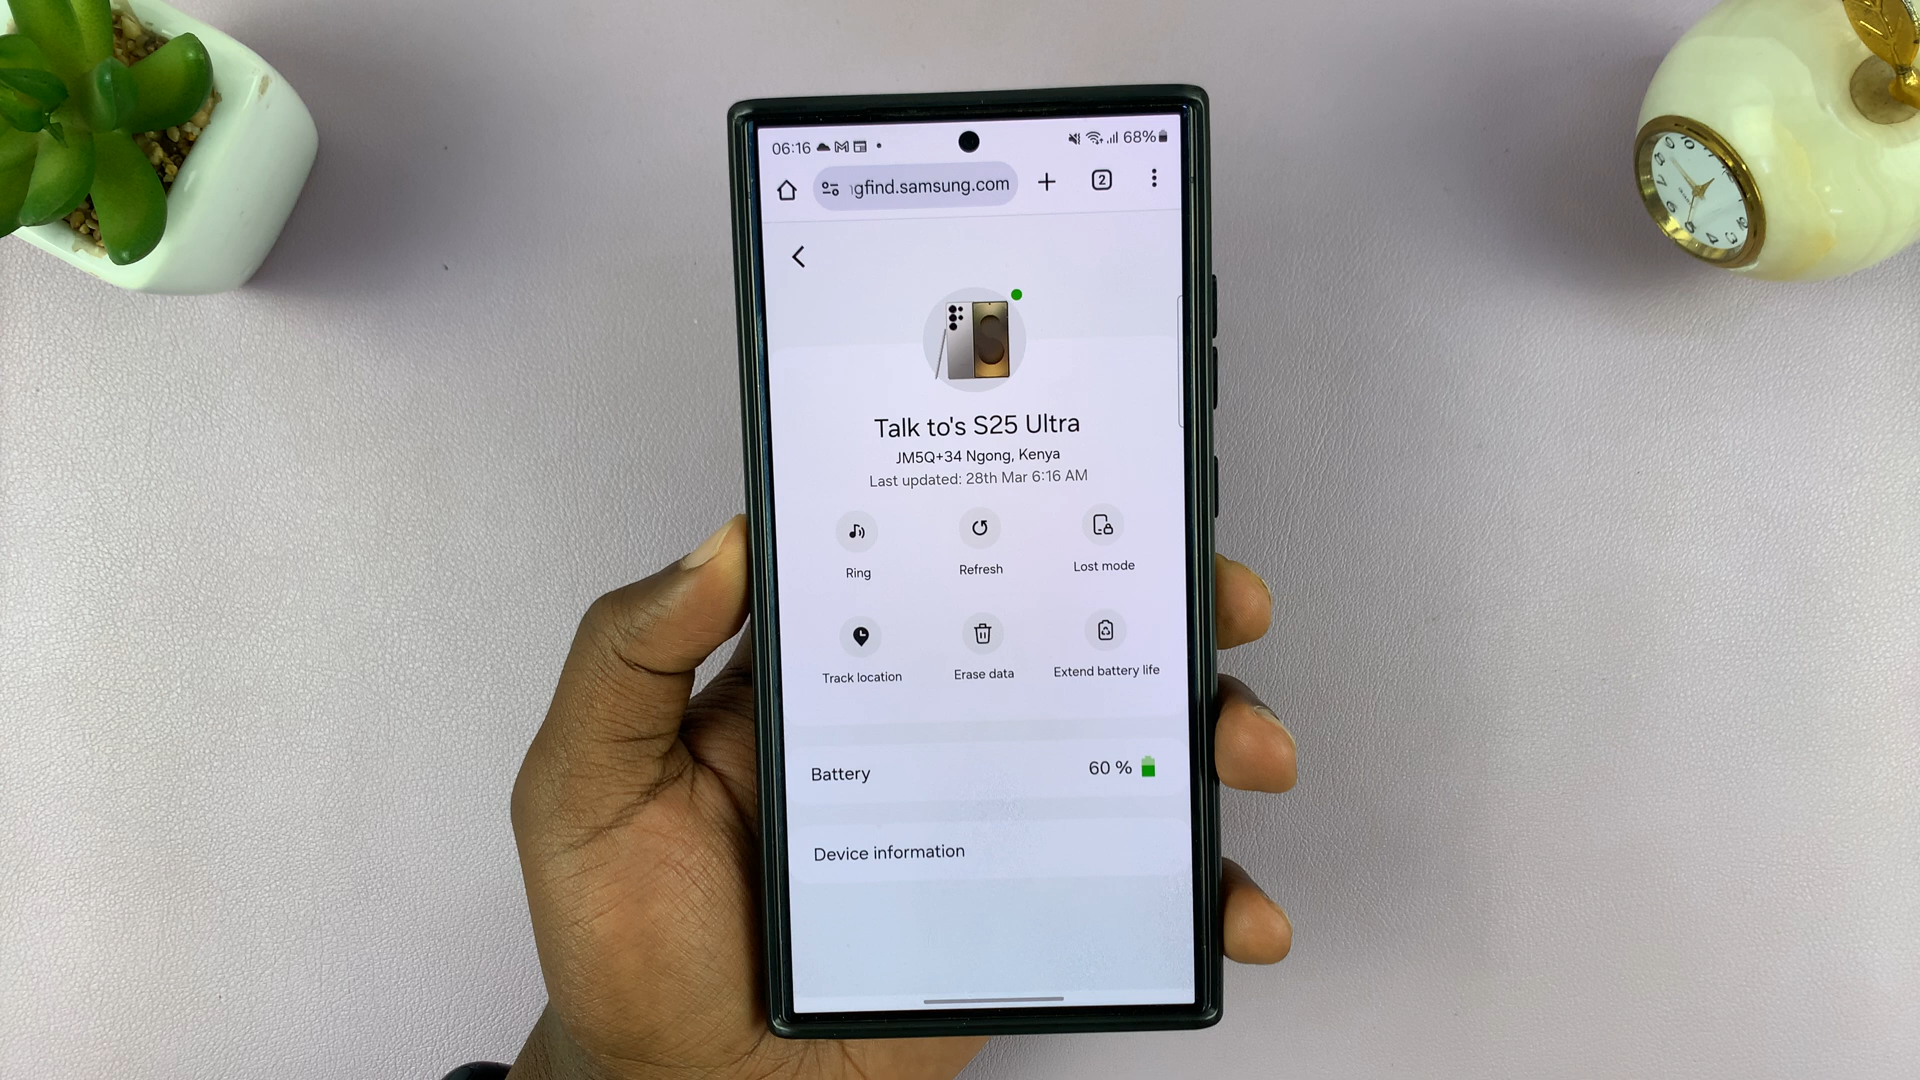 06:16
68%
gfind.samsung.com
2
Talk to's S25 Ultra
JM5Q+34 Ngong, Kenya
Last updated: 28th Mar 6:16 AM
Ring
Refresh
Lost mode
Track location
Erase data
Extend battery life
Battery
60 %
Device information